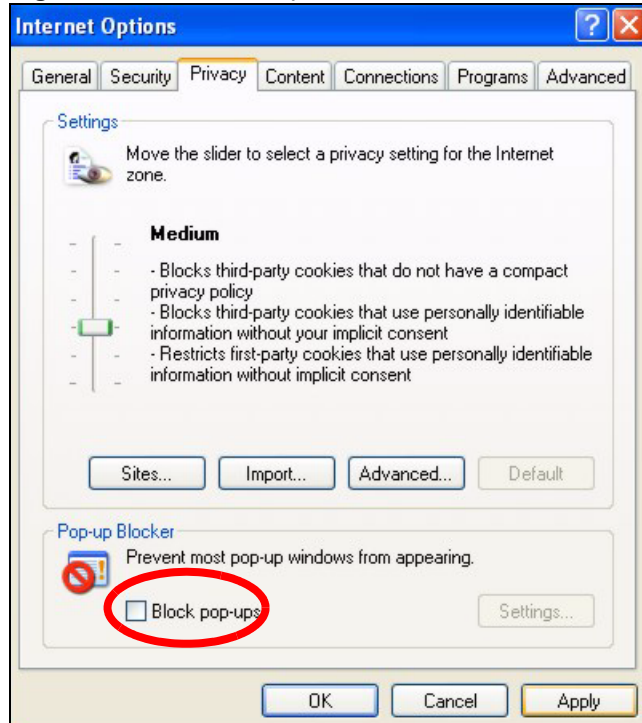 Internet Options
General Security Privacy Content Connections Programs Advanced
Settings
Move the slider to select a privacy setting for the Internet
zone.
Medium
- Blocks third-party cookies that do not have a compact
privacy policy
- Blocks third-party cookies that use personally identifiable
information without your implicit consent
- Restricts first-party cookies that use personally identifiable
information without implicit consent
Sites... Import... Advanced... Default
Pop-up Blocker
Prevent most pop-up windows from appearing.
Block pop-ups
Settings...
OK Cancel Apply